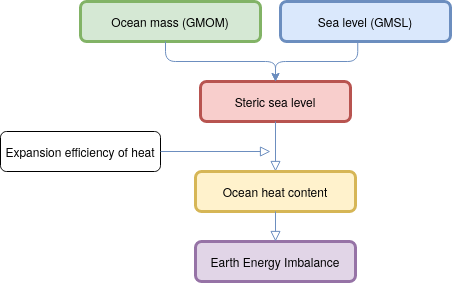 Ocean mass (GMOM)
Sea level (GMSL)
Steric sea level
Expansion efficiency of heat
Ocean heat content
Earth Energy Imbalance